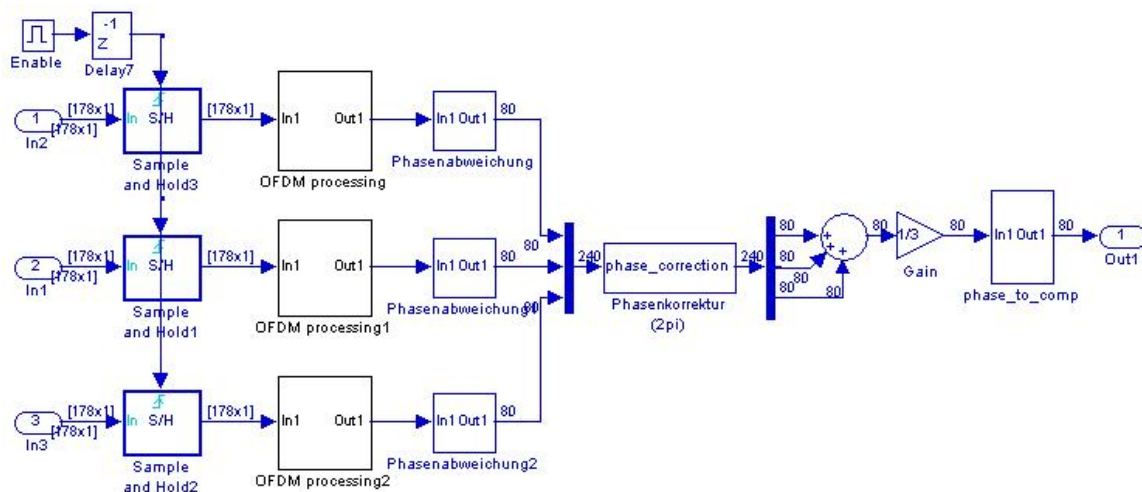 -1
Z
Enable
Delay7
[178x1]
1
[178x1]
In2
In S/H
[178x1]
Sample
and Hold3
In1 Out1
OFDM processing
In1 Out1
80
Phasenabweichung
[178x1]
2
[178x1]
In1
In S/H
[178x1]
Sample
and Hold1
In1 Out1
OFDM processing1
In1 Out1
80
80
Phasenabweichung1
[178x1]
3
[178x1]
In3
In S/H
[178x1]
Sample
and Hold2
In1 Out1
OFDM processing2
In1 Out1
80
Phasenabweichung2
80
240
phase_correction
240
Phasenkorrektur
(2pi)
80
80
80
80
80
+
+
+
80
1/3
Gain
80
In1 Out1
phase_to_comp
80
1
Out1